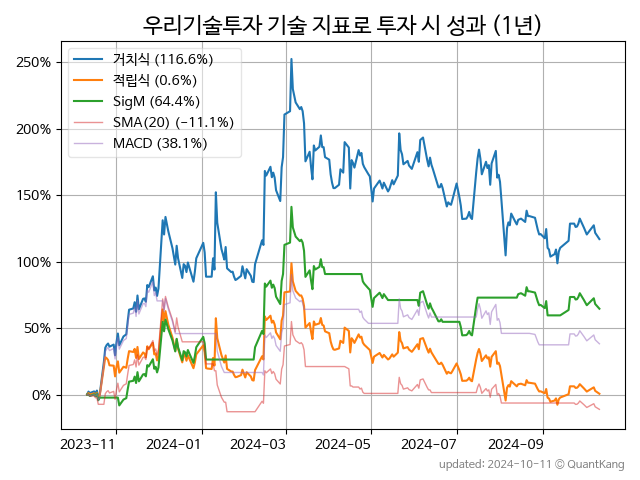 우리기술투자 기술 지표로 투자 시 성과 (1년)
거치식 (116.6%)
적립식 (0.6%)
SigM (64.4%)
SMA(20) (−11.1%)
MACD (38.1%)
250%
200%
150%
100%
50%
0%
2023−11 2024−01 2024−03 2024−05 2024−07 2024−09
updated: 2024-10-11 © QuantKang